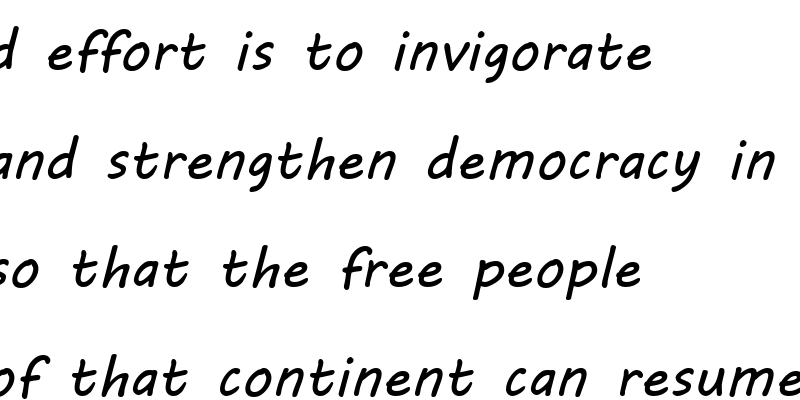 effort is to invigorate
and strengthen democracy in
so that the free people
of that continent can resume